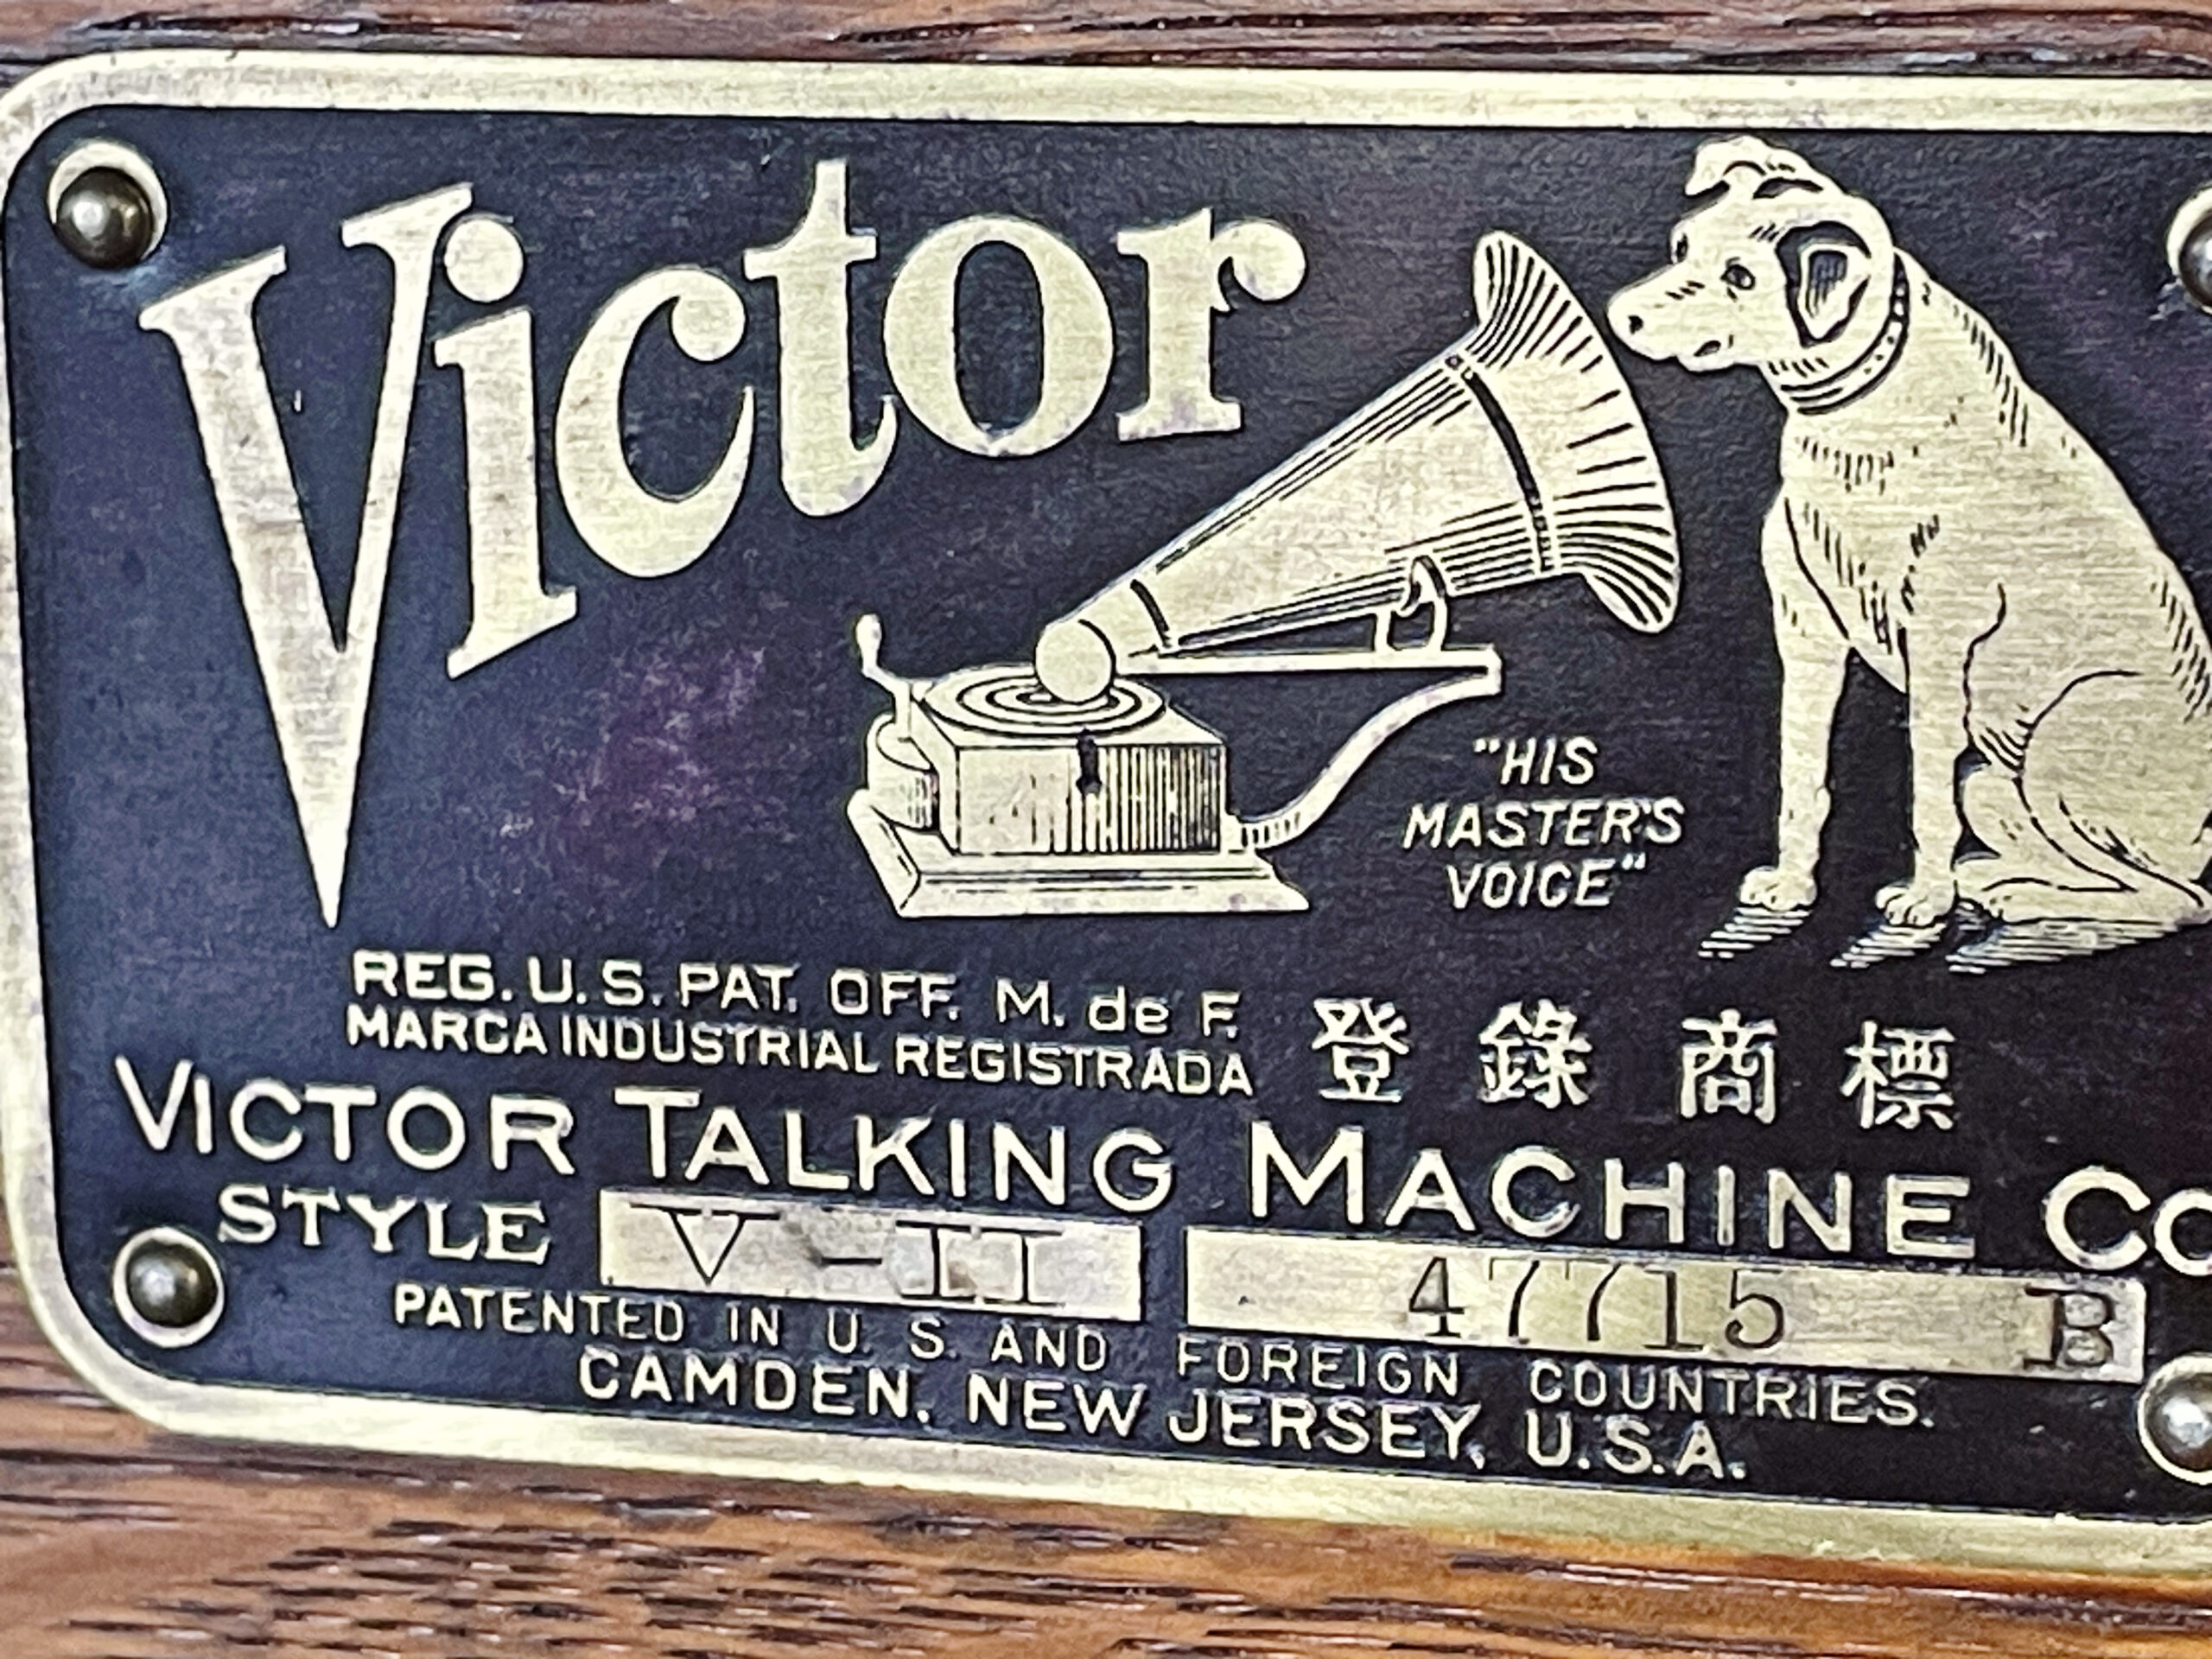 Victor
"HIS
MASTER'S
VOICE"
REG. U.S. PAT. OFF. M. de F.
MARCA INDUSTRIAL REGISTRADA 登錄商標
VICTOR TALKING MACHINE CO
STYLE V-II 47715 B
PATENTED IN U. S. AND FOREIGN COUNTRIES.
CAMDEN, NEW JERSEY, U.S.A.